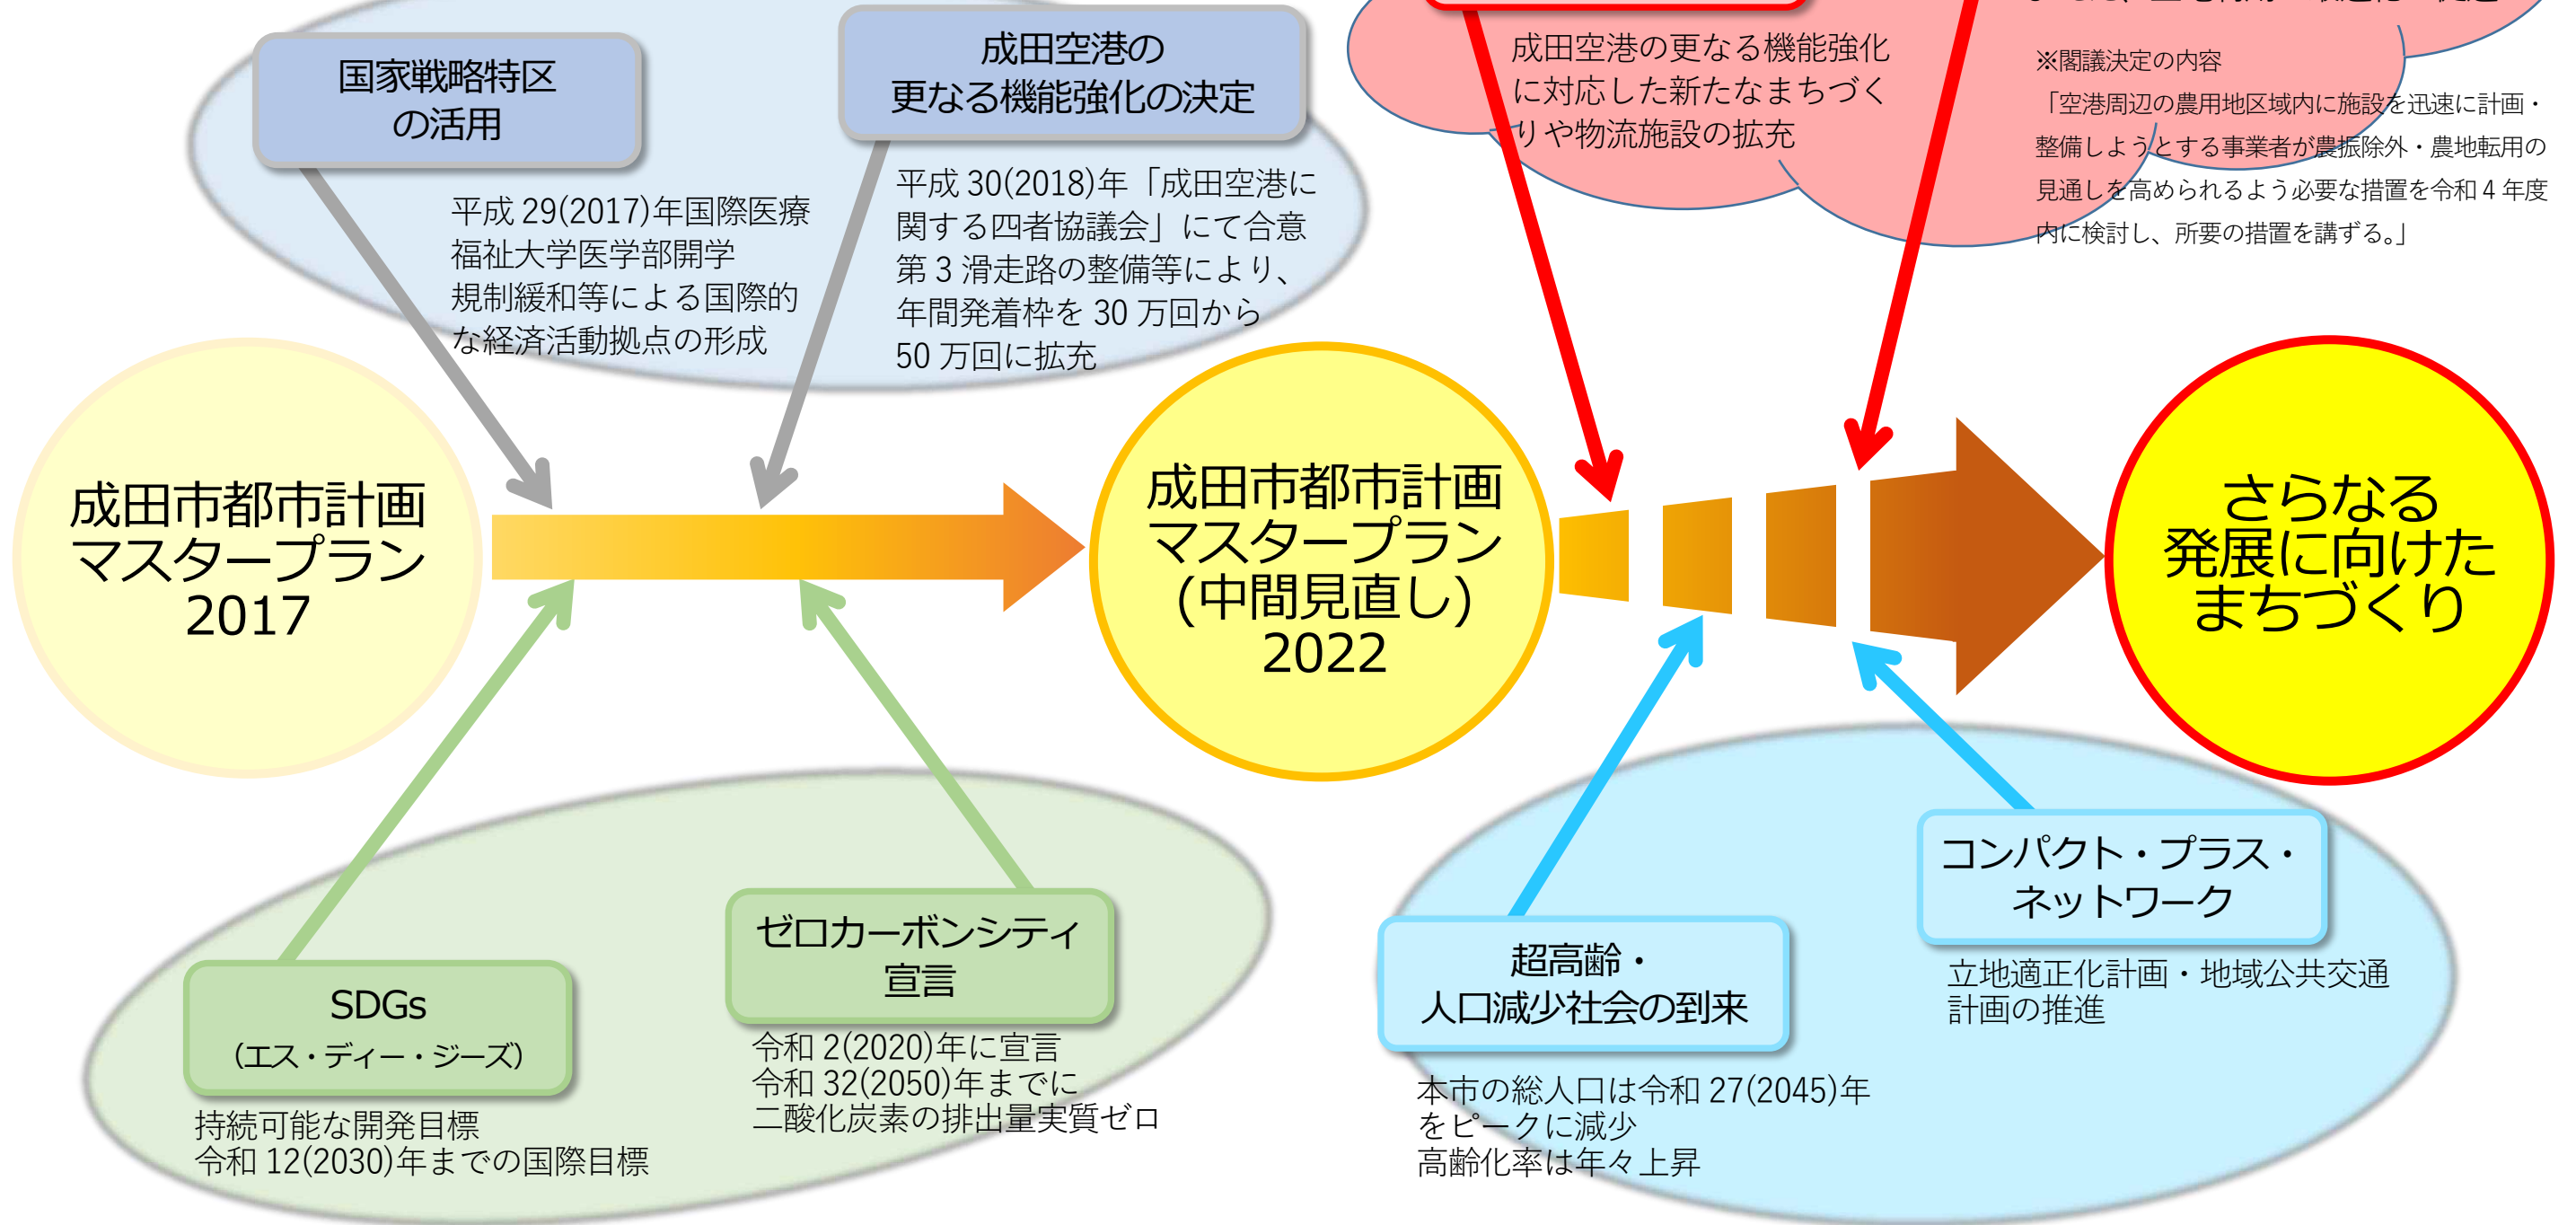 国家戦略特区
の活用
平成 29(2017)年国際医療
福祉大学医学部開学
規制緩和等による国際的
な経済活動拠点の形成
成田空港の
更なる機能強化の決定
平成 30(2018)年「成田空港に
関する四者協議会」にて合意
第 3 滑走路の整備等により、
年間発着枠を 30 万回から
50 万回に拡充
成田空港の更なる機能強化
に対応した新たなまちづく
りや物流施設の拡充
※閣議決定の内容
「空港周辺の農用地区域内に施設を迅速に計画・
整備しようとする事業者が農振除外・農地転用の
見通しを高められるよう必要な措置を令和 4 年度
内に検討し、所要の措置を講ずる。」
成田市都市計画
マスタープラン
2017
成田市都市計画
マスタープラン
(中間見直し)
2022
さらなる
発展に向けた
まちづくり
SDGs
（エス・ディー・ジーズ）
持続可能な開発目標
令和 12(2030)年までの国際目標
ゼロカーボンシティ
宣言
令和 2(2020)年に宣言
令和 32(2050)年までに
二酸化炭素の排出量実質ゼロ
超高齢・
人口減少社会の到来
本市の総人口は令和 27(2045)年
をピークに減少
高齢化率は年々上昇
コンパクト・プラス・
ネットワーク
立地適正化計画・地域公共交通
計画の推進